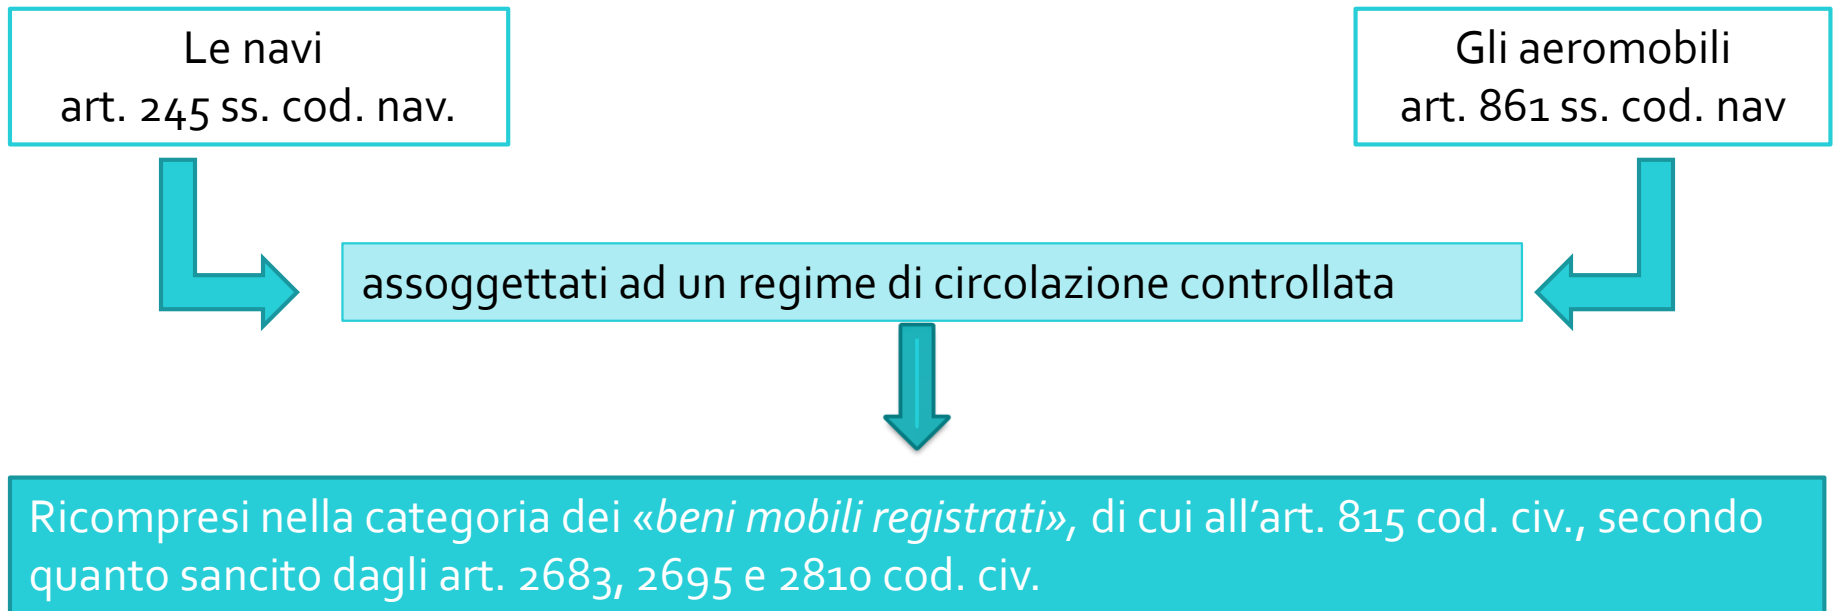 Le navi
art. 245 ss. cod. nav.
Gli aeromobili
art. 861 ss. cod. nav
assoggettati ad un regime di circolazione controllata
Ricompresi nella categoria dei «beni mobili registrati», di cui all’art. 815 cod. civ., secondo
quanto sancito dagli art. 2683, 2695 e 2810 cod. civ.